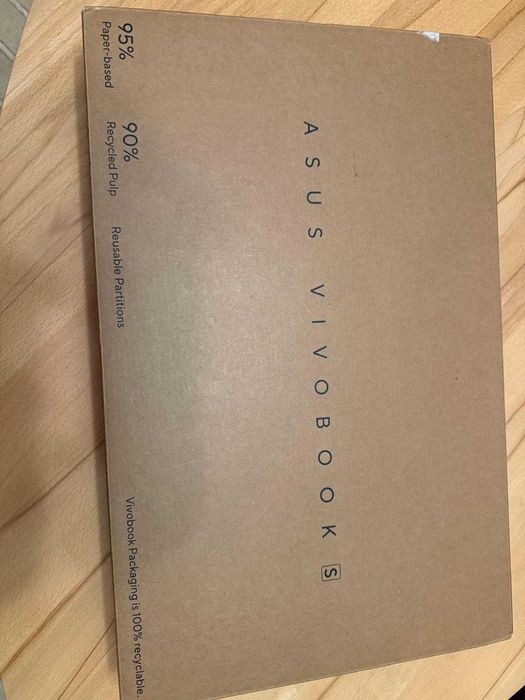 ASUS VIVOBOOK S
95%
Paper-based
90%
Recycled Pulp
Reusable Partitions
Vivobook Packaging is 100% recyclable.